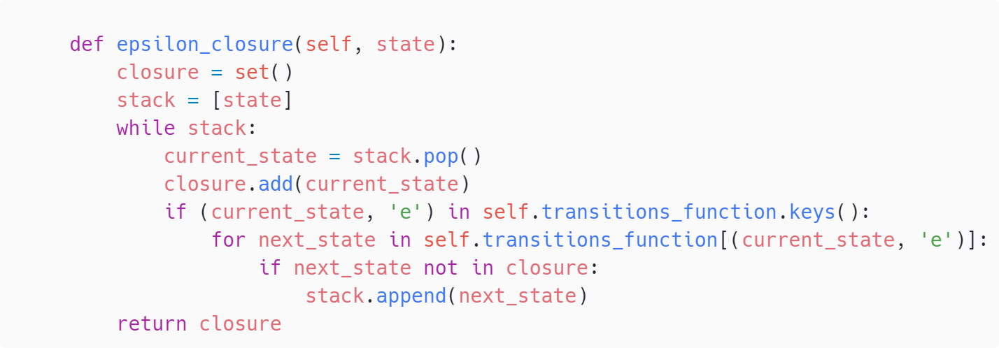 def epsilon_closure(self, state):
    closure = set()
    stack = [state]
    while stack:
        current_state = stack.pop()
        closure.add(current_state)
        if (current_state, 'e') in self.transitions_function.keys():
            for next_state in self.transitions_function[(current_state, 'e')]:
                if next_state not in closure:
                    stack.append(next_state)
    return closure